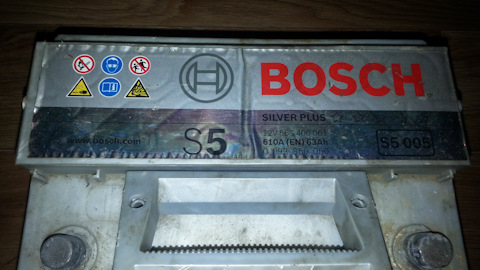 BOSCH
SILVER PLUS
www.bosch.com
S5
610A (EN) 63Ah
S5 005